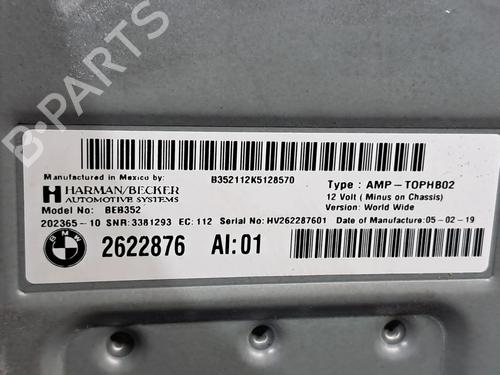 B-PARTS
B352112K5128570
Manufactured in Mexico by:
HARMAN/BECKER
AUTOMOTIVE SYSTEMS
Type : AMP-TOPHB02
12 Volt ( Minus on Chassis)
Version: World Wide
Model No: BEB352
202365-10 SNR:3381293 EC:112 Serial No:HV262287601 Date of Manufacture:05-02-19
BMW 2622876 AI:01